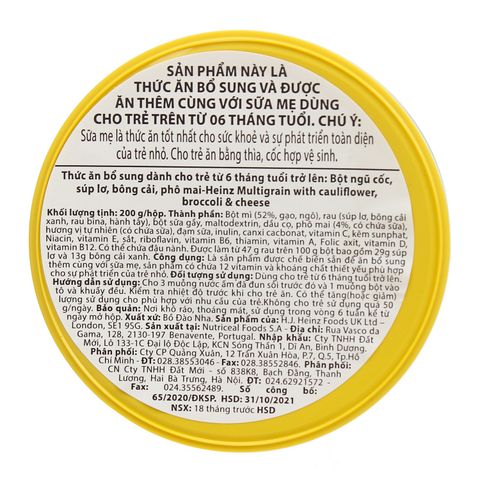 SẢN PHẨM NÀY LÀ
THỨC ĂN BỔ SUNG VÀ ĐƯỢC
ĂN THÊM CÙNG VỚI SỮA MẸ DÙNG
CHO TRẺ TRÊN TỪ 06 THÁNG TUỔI. CHÚ Ý:
Sữa mẹ là thức ăn tốt nhất cho sức khoẻ và sự phát triển toàn diện
của trẻ nhỏ. Cho trẻ ăn bằng thìa, cốc hợp vệ sinh.
Thức ăn bổ sung dành cho trẻ từ 6 tháng tuổi trở lên: Bột ngũ cốc,
súp lơ, bông cải, phô mai-Heinz Multigrain with cauliflower,
broccoli & cheese
Khối lượng tịnh: 200 g/hộp. Thành phần: Bột mì (52%, gạo, ngô), rau (súp lơ, bông cải
xanh, rau bina, hành tây), bột sữa gầy, maltodextrin, dầu cọ, pho mai (4%, có chứa sữa),
hương vị tự nhiên (có chứa sữa), đạm sữa, inulin, canxi carbonat, vitamin C, kẽm sunphat,
Niacin, vitamin E, sắt, riboflavin, vitamin B6, thiamin, vitamin A, Folic axit, vitamin D,
vitamin B12. Có thể chứa dấu nành. Được làm từ 47 g rau trên 100 g bột bao gồm 29g súp
lơ và 13g bông cải xanh. Công dụng: Là sản phẩm được chế biến sẵn để ăn bổ sung
thêm cùng với sữa mẹ, sản phẩm có chứa 12 vitamin và khoáng chất thiết yếu phù hợp
cho sự phát triển của trẻ nhỏ. Đối tượng sử dụng: Dùng cho trẻ từ 6 tháng tuổi trở lên.
Hướng dẫn sử dụng: Cho 3 muỗng nước ấm đã đun sôi trước đó và 1 muỗng bột vào
tô và khuấy đều. Kiểm tra nhiệt độ trước khi cho trẻ ăn. Có thể tăng(hoặc giảm)
lượng sử dụng cho phù hợp với nhu cầu của trẻ.Không sử dụng quá 50 g/ngày.
Bảo quản: Nơi khô ráo, thoáng mát, sử dụng trong vòng 6 tuần sau khi
mở hộp. Xuất xứ: Bồ Đào Nha. Sản phẩm của: H.J. Heinz Foods UK Ltd –
London, SE1 9SG. Sản xuất tại: Nutriceal Foods S.A - Địa chỉ: Rua Vasco da
Gama, 128, 2130-197 Benavente, Portugal. Nhập khẩu: Cty TNHH Đất
Mới, Lô 133-1C Đại lộ Độc Lập, KCN Sóng Thần 1, Dĩ An, Bình Dương.
Phân phối: Cty CP Quảng Xuân, 12 Trần Xuân Hòa, P.7, Q.5, Tp.Hồ
Chí Minh - ĐT: 028.38553046 - Fax: 028.38552846. Phân phối:
CN Cty TNHH Đất Mới - số 838K8, Bạch Đằng, Thanh
Lương, Hai Bà Trưng, Hà Nội. ĐT: 024.62921572 -
Fax: 024.35562489. Số công bố:
65/2020/ĐKSP. HSD: 31/10/2021
NSX: 18 tháng trước HSD